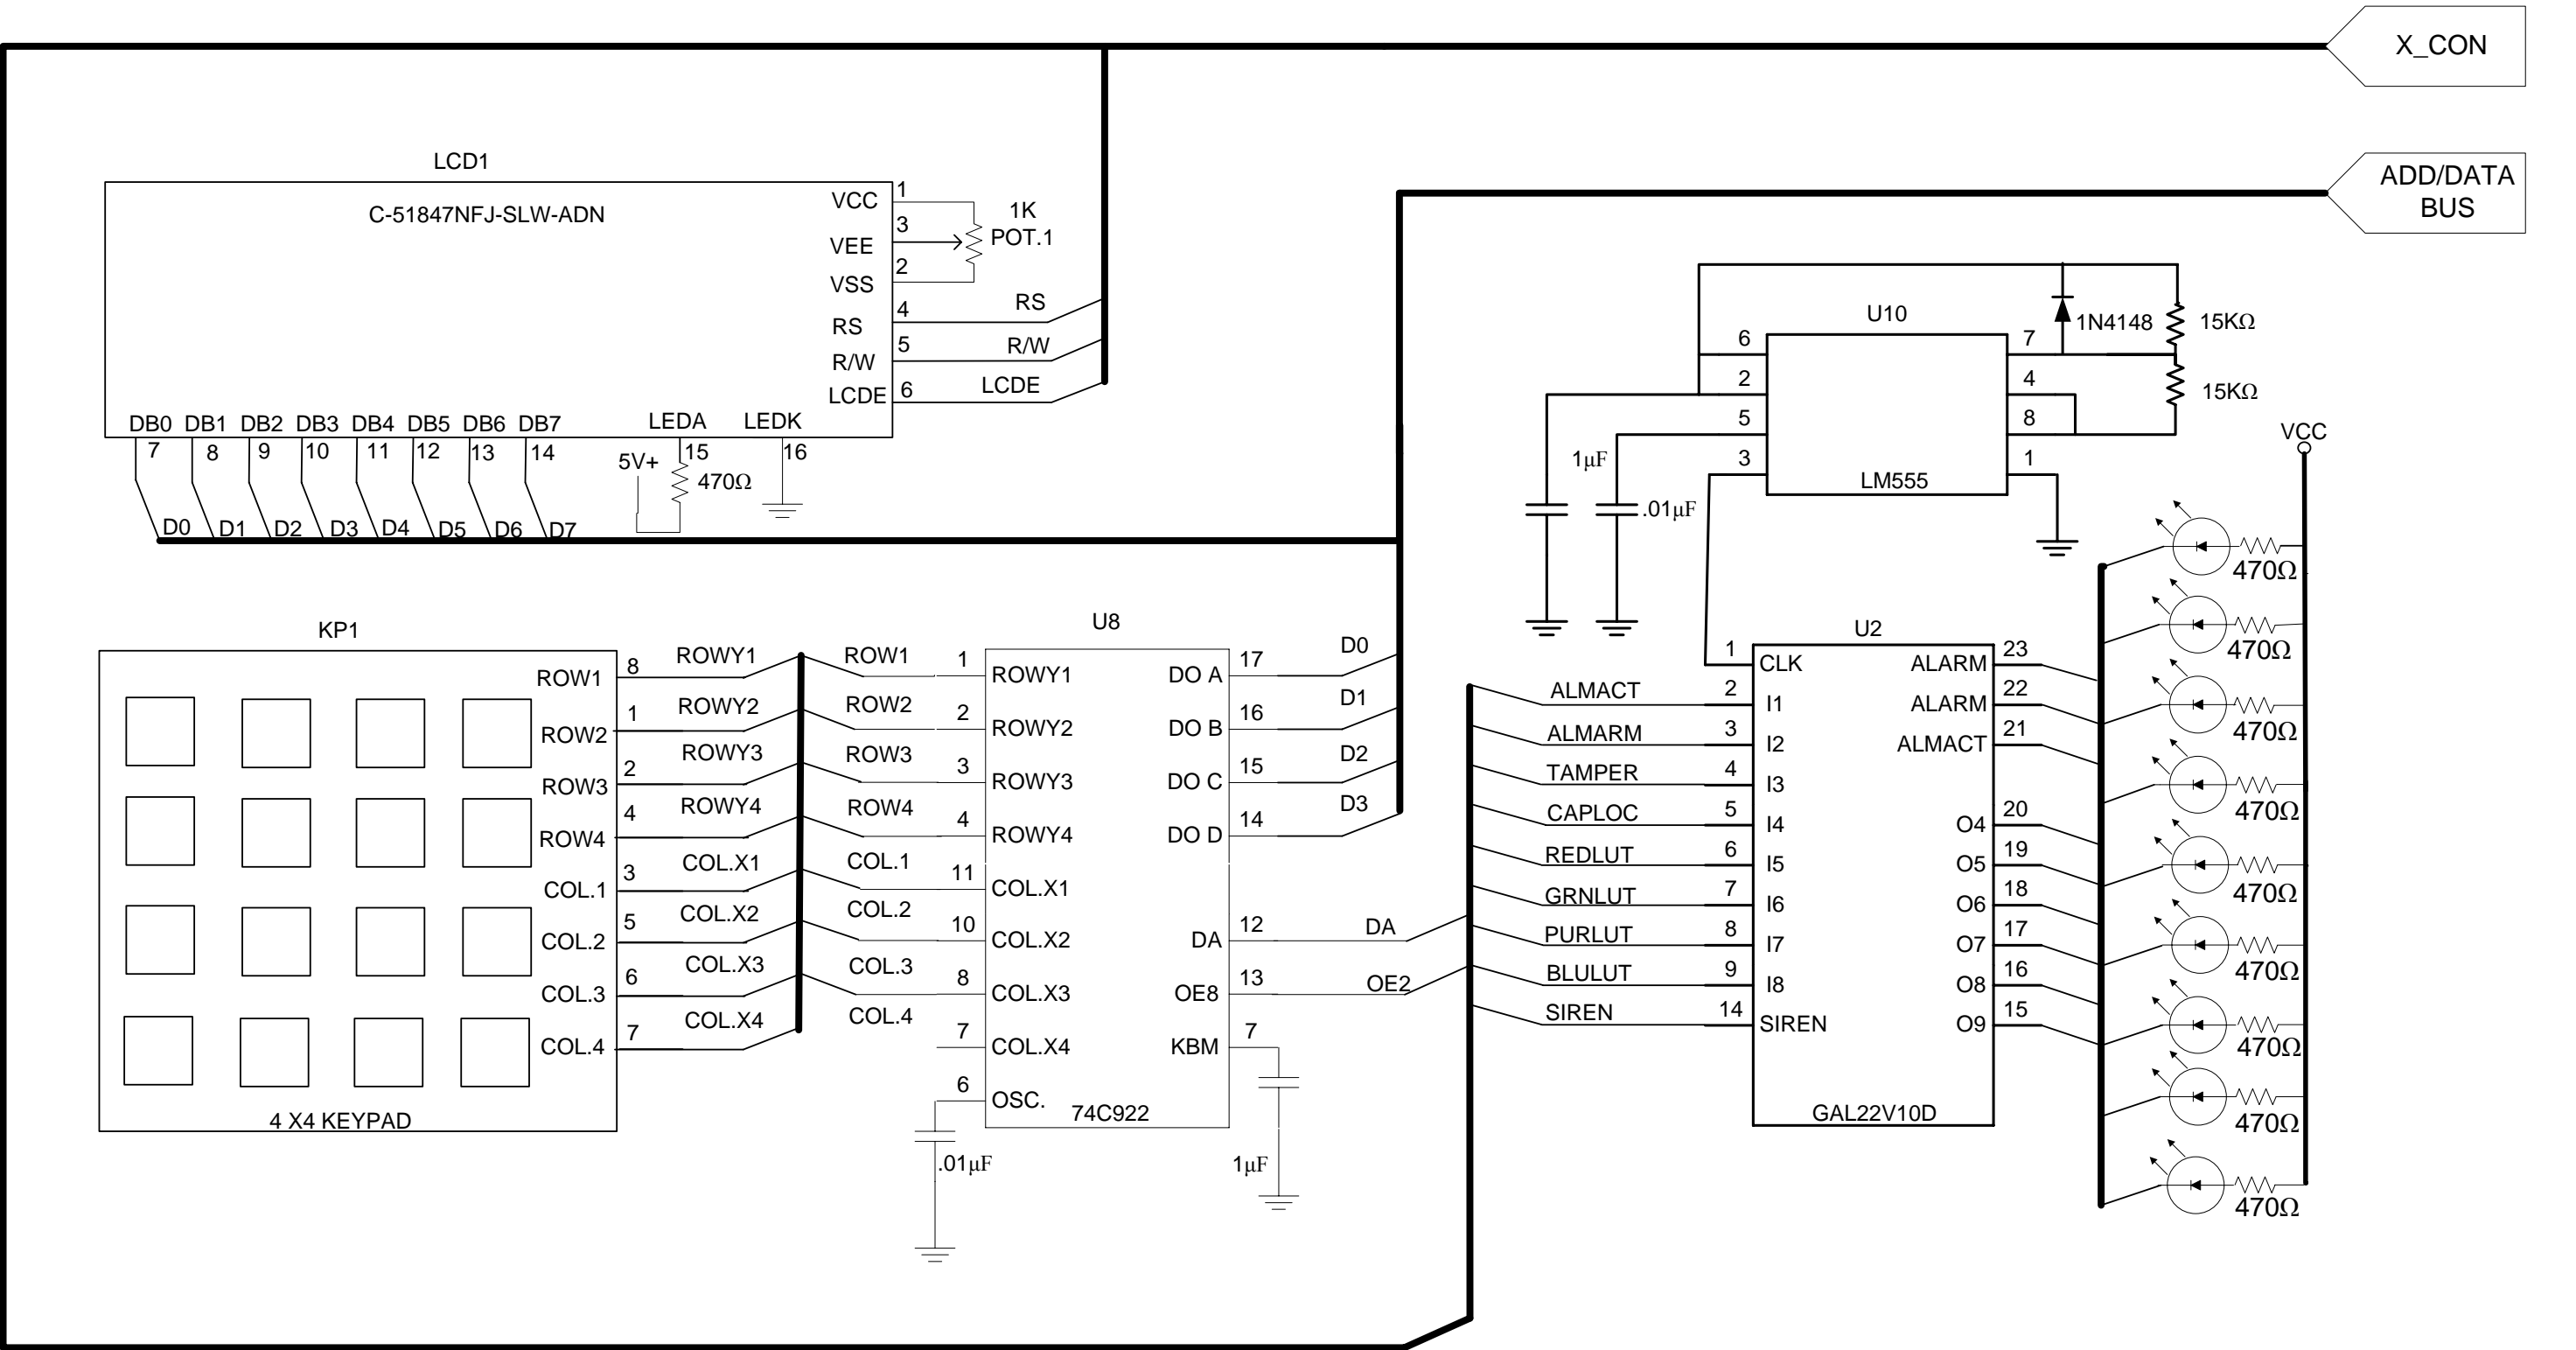 X_CON
ADD/DATA
BUS
LCD1
C-51847NFJ-SLW-ADN
VCC 1
VEE 3
VSS 2
1K
POT.1
RS 4 RS
R/W 5 R/W
LCDE 6 LCDE
DB0 DB1 DB2 DB3 DB4 DB5 DB6 DB7 LEDA LEDK
7 8 9 10 11 12 13 14 15 16
5V+
470Ω
D0 D1 D2 D3 D4 D5 D6 D7
U10
6 7
2 4
5 8
3 1
LM555
1N4148
15KΩ
15KΩ
1µF
.01µF
VCC
KP1
ROW1 8 ROWY1
ROW2 1 ROWY2
ROW3 2 ROWY3
ROW4 4 ROWY4
COL.1 3 COL.X1
COL.2 5 COL.X2
COL.3 6 COL.X3
COL.4 7 COL.X4
4 X4 KEYPAD
U8
ROW1 1 ROWY1 DO A 17 D0
ROW2 2 ROWY2 DO B 16 D1
ROW3 3 ROWY3 DO C 15 D2
ROW4 4 ROWY4 DO D 14 D3
COL.1 11 COL.X1
COL.2 10 COL.X2 DA 12 DA
COL.3 8 COL.X3 OE8 13 OE2
COL.4 7 COL.X4 KBM 7
6 OSC.
74C922
.01µF
1µF
U2
1 CLK ALARM 23
ALMACT 2 I1 ALARM 22
ALMARM 3 I2 ALMACT 21
TAMPER 4 I3
CAPLOC 5 I4 O4 20
REDLUT 6 I5 O5 19
GRNLUT 7 I6 O6 18
PURLUT 8 I7 O7 17
BLULUT 9 I8 O8 16
SIREN 14 SIREN O9 15
GAL22V10D
470Ω
470Ω
470Ω
470Ω
470Ω
470Ω
470Ω
470Ω
470Ω